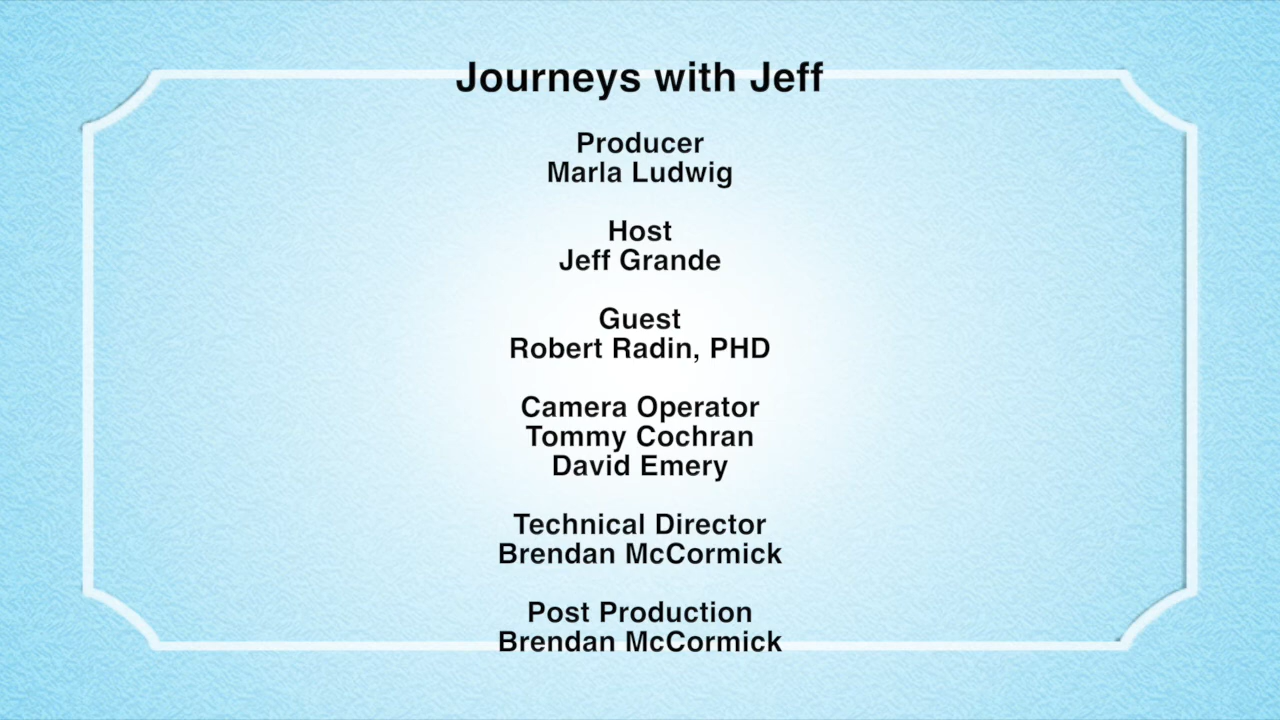 Journeys with Jeff
Producer
Marla Ludwig
Host
Jeff Grande
Guest
Robert Radin, PHD
Camera Operator
Tommy Cochran
David Emery
Technical Director
Brendan McCormick
Post Production
Brendan McCormick